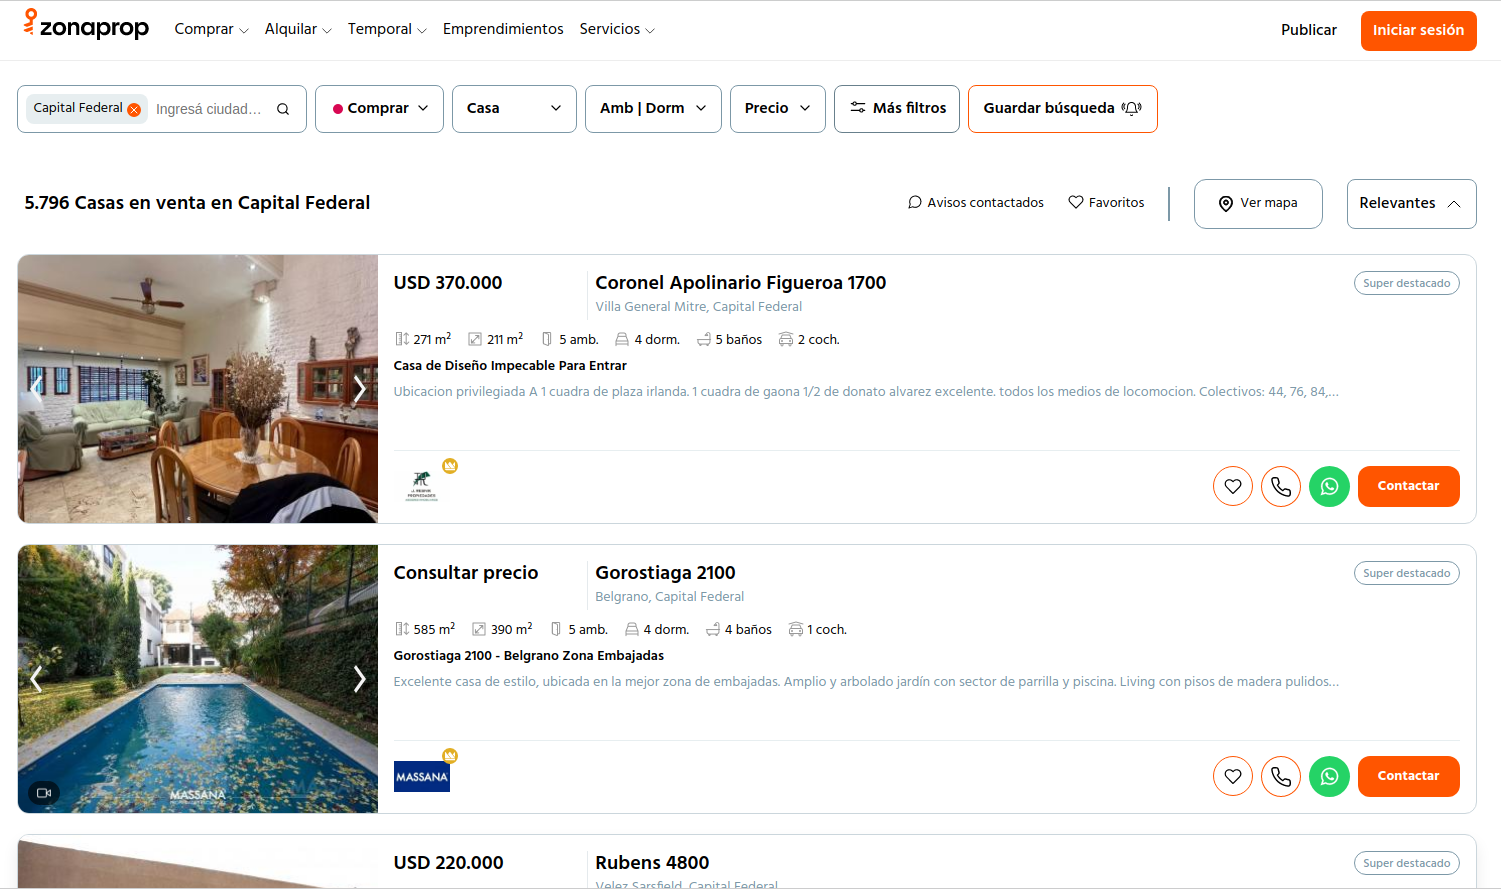 zonaprop Comprar Alquilar Temporal Emprendimientos Servicios Publicar Iniciar sesión
Capital Federal Ingresá ciudad... Comprar Casa Amb | Dorm Precio Más filtros Guardar búsqueda
5.796 Casas en venta en Capital Federal Avisos contactados Favoritos Ver mapa Relevantes
USD 370.000 Coronel Apolinario Figueroa 1700 Super destacado
Villa General Mitre, Capital Federal
271 m² 211 m² 5 amb. 4 dorm. 5 baños 2 coch.
Casa de Diseño Impecable Para Entrar
Ubicacion privilegiada A 1 cuadra de plaza irlanda. 1 cuadra de gaona 1/2 de donato alvarez excelente. todos los medios de locomocion. Colectivos: 44, 76, 84,...
PROPIEDADES
Contactar
Consultar precio Gorostiaga 2100 Super destacado
Belgrano, Capital Federal
585 m² 390 m² 5 amb. 4 dorm. 4 baños 1 coch.
Gorostiaga 2100 - Belgrano Zona Embajadas
Excelente casa de estilo, ubicada en la mejor zona de embajadas. Amplio y arbolado jardín con sector de parrilla y piscina. Living con pisos de madera pulidos...
MASSANA
MASSANA Contactar
USD 220.000 Rubens 4800 Super destacado
Velez Sarsfield, Capital Federal